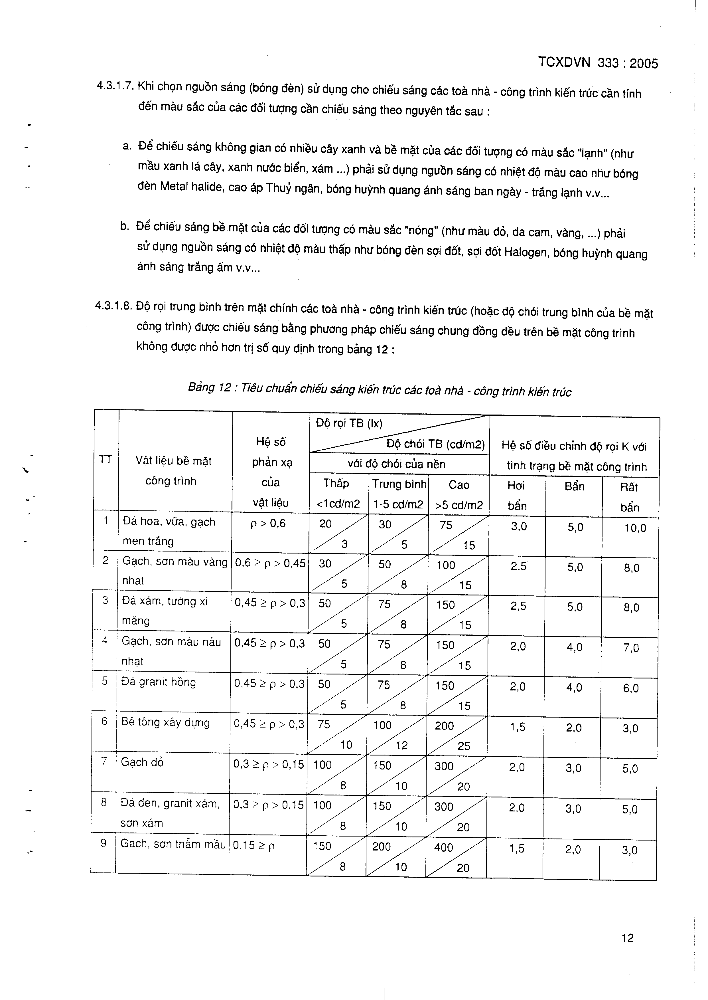 TCXDVN 333 : 2005
4.3.1.7. Khi chọn nguồn sáng (bóng đèn) sử dụng cho chiếu sáng các toà nhà - công trình kiến trúc cần tính
đến màu sắc của các đối tượng cần chiếu sáng theo nguyên tắc sau :
a. Để chiếu sáng không gian có nhiều cây xanh và bề mặt của các đối tượng có màu sắc "lạnh" (như
mầu xanh lá cây, xanh nước biển, xám ...) phải sử dụng nguồn sáng có nhiệt độ màu cao như bóng
đèn Metal halide, cao áp Thuỷ ngân, bóng huỳnh quang ánh sáng ban ngày - trắng lạnh v.v...
b. Để chiếu sáng bề mặt của các đối tượng có màu sắc "nóng" (như màu đỏ, da cam, vàng, ...) phải
sử dụng nguồn sáng có nhiệt độ màu thấp như bóng đèn sợi đốt, sợi đốt Halogen, bóng huỳnh quang
ánh sáng trắng ấm v.v...
4.3.1.8. Độ rọi trung bình trên mặt chính các toà nhà - công trình kiến trúc (hoặc độ chói trung bình của bề mặt
công trình) được chiếu sáng bằng phương pháp chiếu sáng chung đồng đều trên bề mặt công trình
không được nhỏ hơn trị số quy định trong bảng 12 :
Bảng 12 : Tiêu chuẩn chiếu sáng kiến trúc các toà nhà - công trình kiến trúc
Độ rọi TB (lx)
Hệ số Độ chói TB (cd/m2) Hệ số điều chỉnh độ rọi K với
TT Vật liệu bề mặt phản xạ với độ chói của nền tình trạng bề mặt công trình
công trình của Thấp Trung bình Cao Hơi Bẩn Rất
vật liệu <1cd/m2 1-5 cd/m2 >5 cd/m2 bẩn bẩn
1 Đá hoa, vữa, gạch ρ > 0,6 20 30 75 3,0 5,0 10,0
men trắng 3 5 15
2 Gạch, sơn màu vàng 0,6 ≥ ρ > 0,45 30 50 100 2,5 5,0 8,0
nhạt 5 8 15
3 Đá xám, tường xi 0,45 ≥ ρ > 0,3 50 75 150 2,5 5,0 8,0
măng 5 8 15
4 Gạch, sơn màu nâu 0,45 ≥ ρ > 0,3 50 75 150 2,0 4,0 7,0
nhạt 5 8 15
5 Đá granit hồng 0,45 ≥ ρ > 0,3 50 75 150 2,0 4,0 6,0
5 8 15
6 Bê tông xây dựng 0,45 ≥ ρ > 0,3 75 100 200 1,5 2,0 3,0
10 12 25
7 Gạch đỏ 0,3 ≥ ρ > 0,15 100 150 300 2,0 3,0 5,0
8 10 20
8 Đá đen, granit xám, 0,3 ≥ ρ > 0,15 100 150 300 2,0 3,0 5,0
sơn xám 8 10 20
9 Gạch, sơn thẫm mầu 0,15 ≥ ρ 150 200 400 1,5 2,0 3,0
8 10 20
12